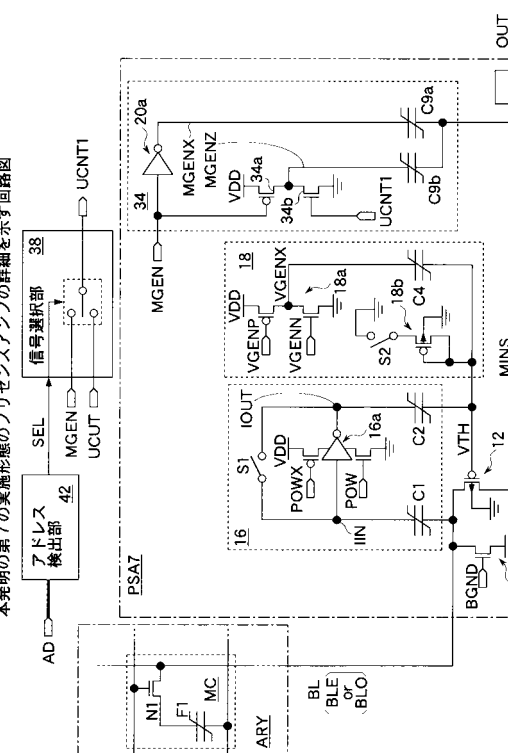 本発明の第7の実施形態のプリセンスアンプの詳細を示す回路図
AD
アドレス
検出部
42
SEL
MGEN
UCUT
信号選択部
38
UCNT1
PSA7
MGEN
34
20a
MGENX
MGENZ
VDD
34a
34b
UCNT1
C9a
C9b
OUT
18
VDD
VGENP
VGENN
VGENX
18a
S2
18b
C4
16
S1
IOUT
VDD
POWX
POW
16a
IIN
C1
C2
VTH
12
MINS
BGND
BL
BLE
or
BLO
N1
F1
MC
ARY